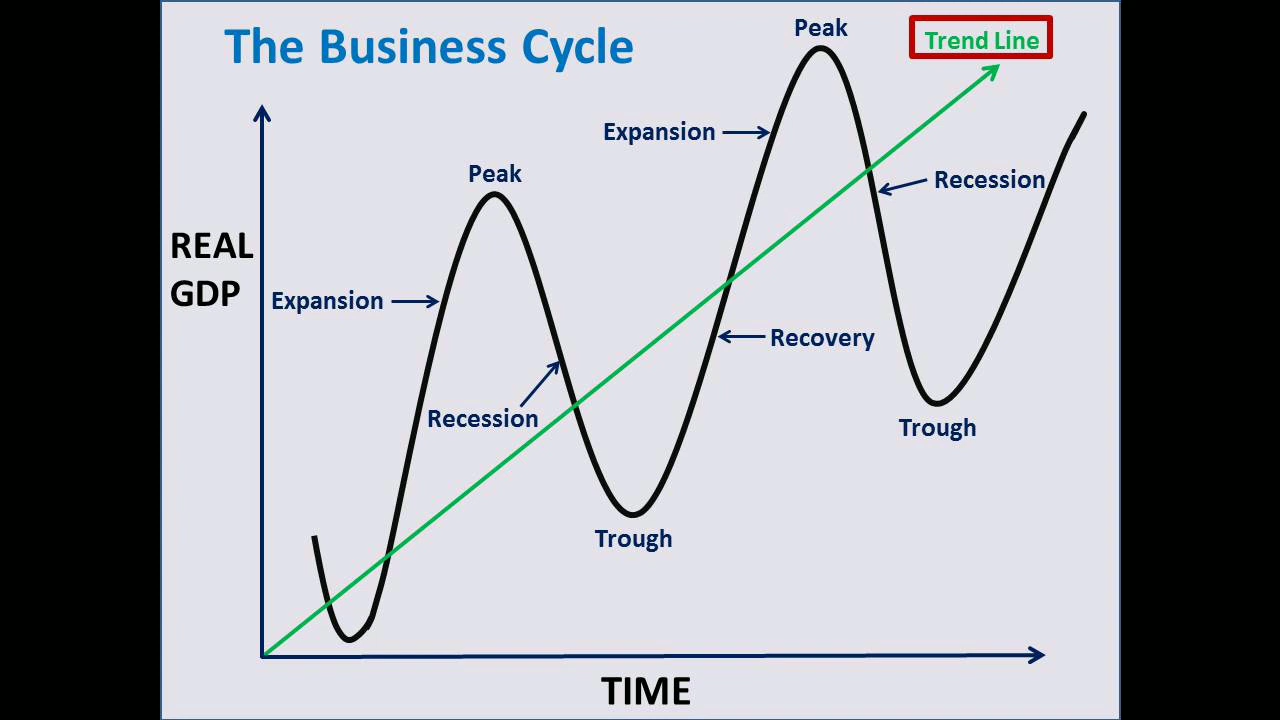 The Business Cycle
Peak
Trend Line
Expansion
Peak
Recession
REAL
GDP
Expansion
Recovery
Recession
Trough
Trough
TIME